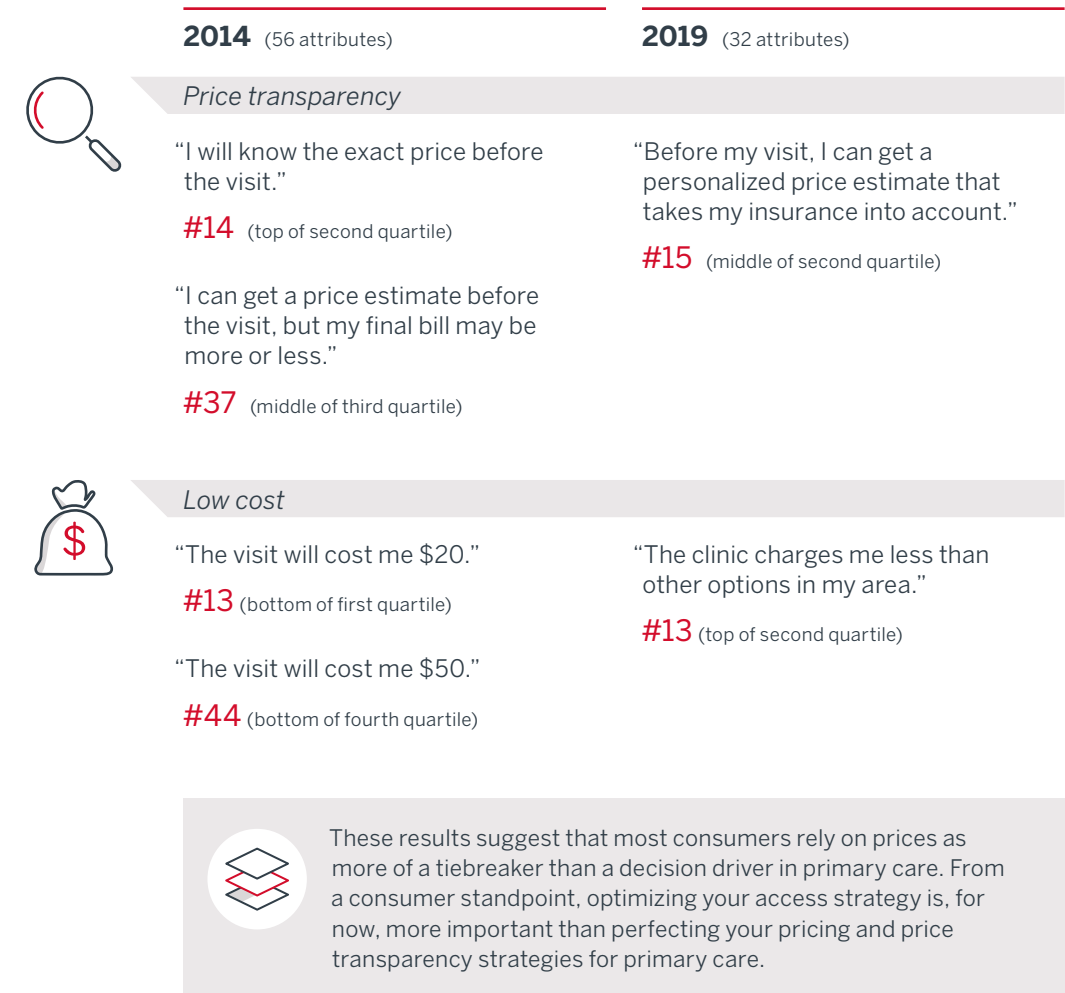 2014 (56 attributes)
2019 (32 attributes)
Price transparency
“I will know the exact price before
the visit.”
#14 (top of second quartile)
“I can get a price estimate before
the visit, but my final bill may be
more or less.”
#37 (middle of third quartile)
“Before my visit, I can get a
personalized price estimate that
takes my insurance into account.”
#15 (middle of second quartile)
$
Low cost
“The visit will cost me $20.”
#13 (bottom of first quartile)
“The visit will cost me $50.”
#44 (bottom of fourth quartile)
“The clinic charges me less than
other options in my area.”
#13 (top of second quartile)
These results suggest that most consumers rely on prices as
more of a tiebreaker than a decision driver in primary care. From
a consumer standpoint, optimizing your access strategy is, for
now, more important than perfecting your pricing and price
transparency strategies for primary care.